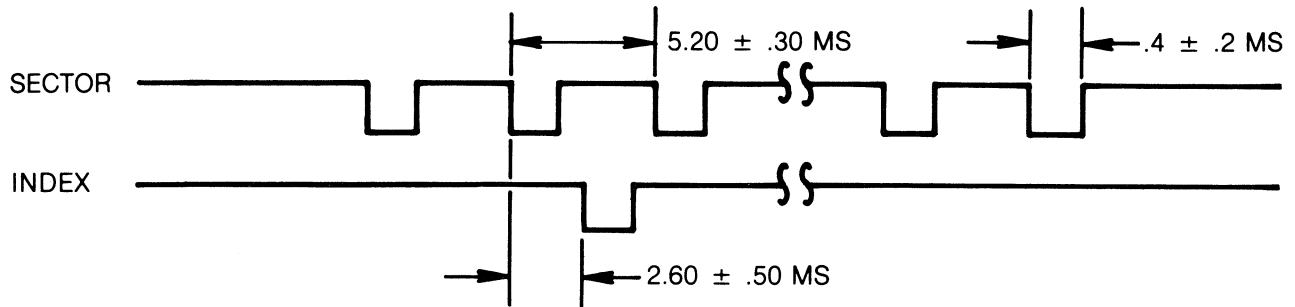 5.20 ± .30 MS
.4 ± .2 MS
SECTOR
INDEX
2.60 ± .50 MS